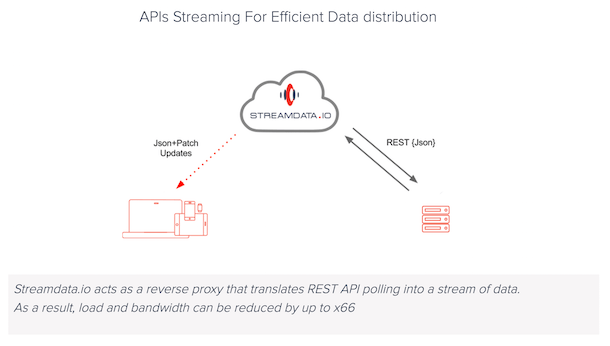 APIs Streaming For Efficient Data distribution
STREAMDATA.IO
Json+Patch
Updates
REST {Json}
Streamdata.io acts as a reverse proxy that translates REST API polling into a stream of data.
As a result, load and bandwidth can be reduced by up to x66